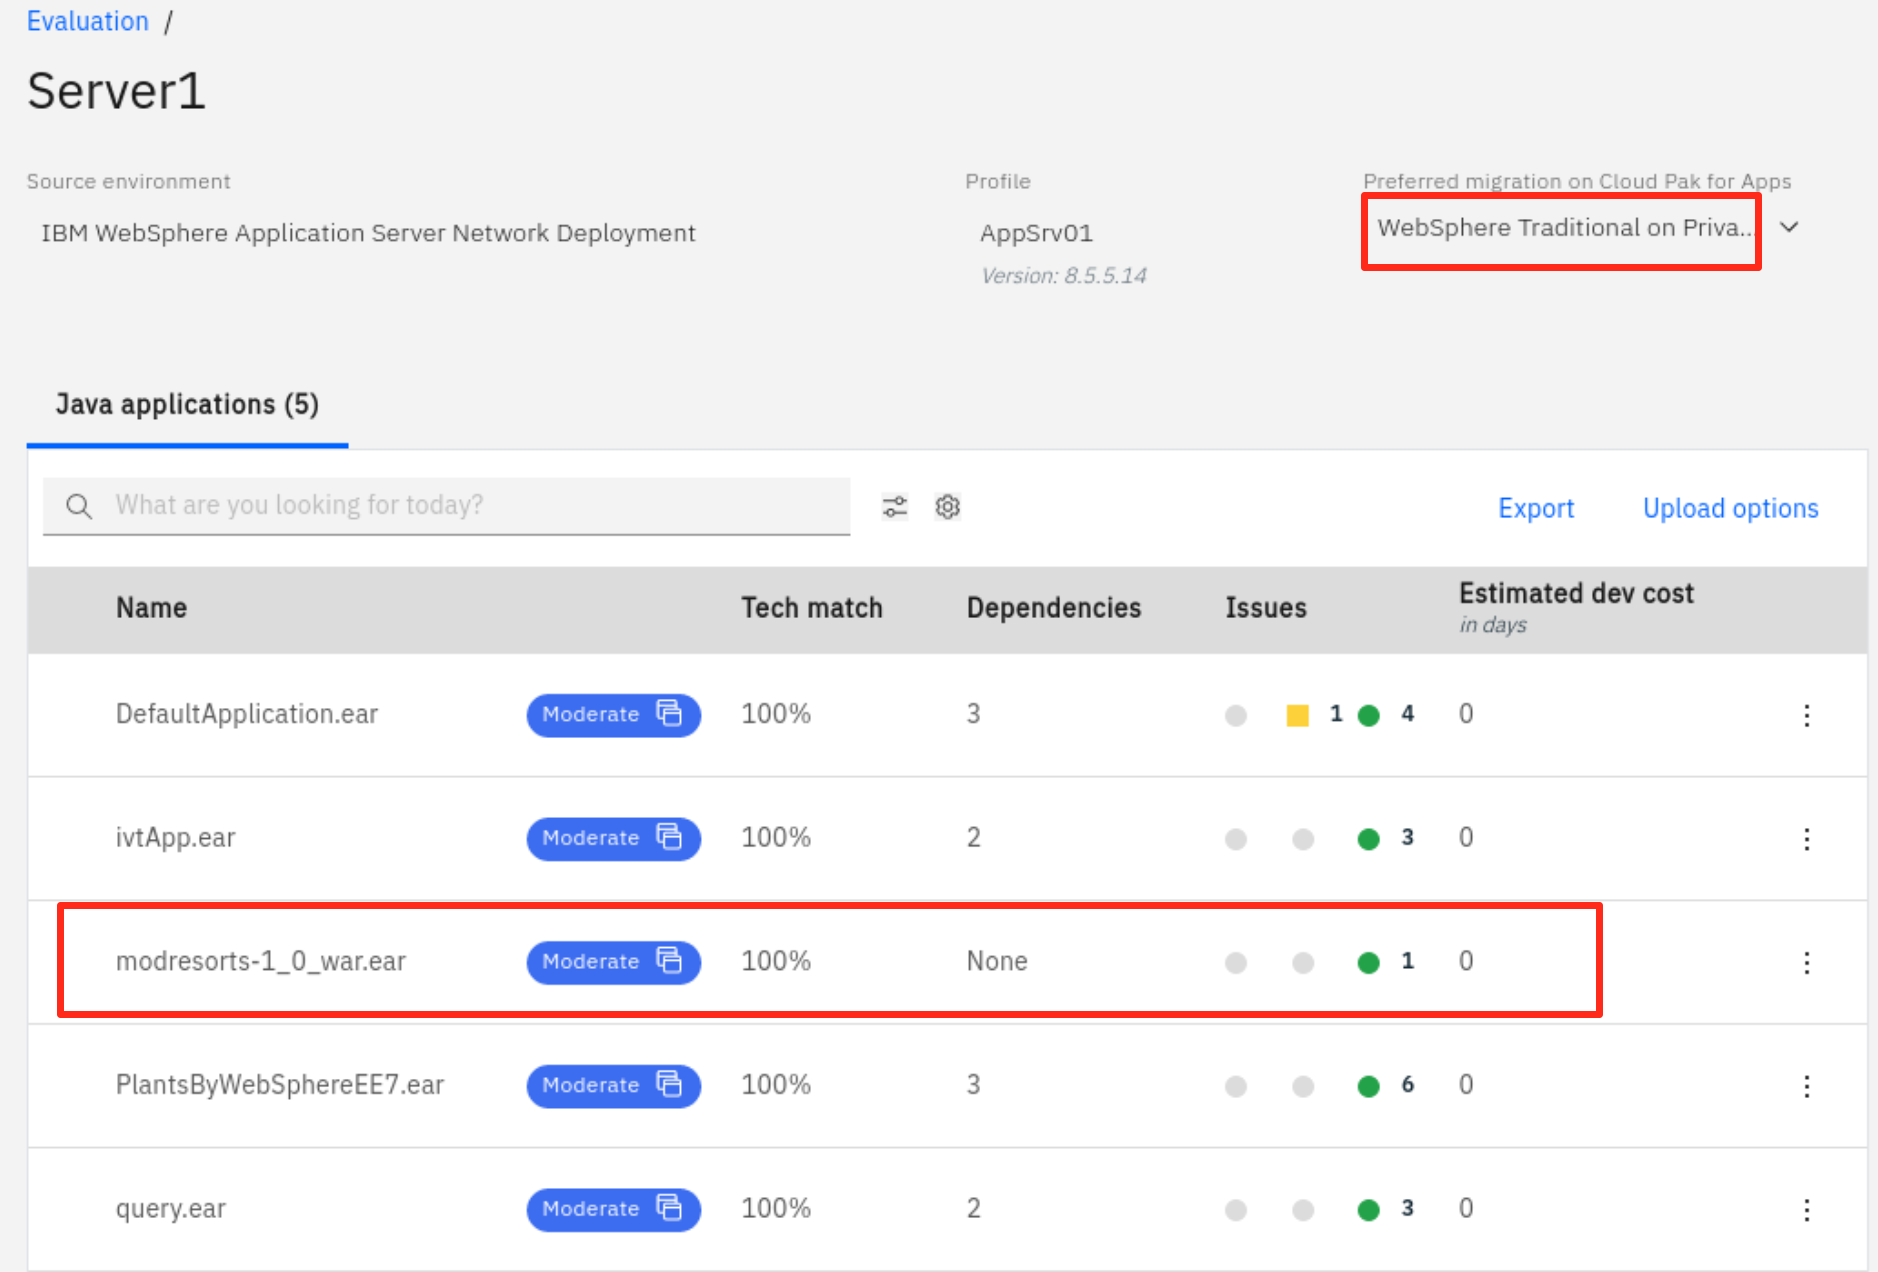 Evaluation /
Server1
Source environment
Profile
Preferred migration on Cloud Pak for Apps
IBM WebSphere Application Server Network Deployment
AppSrv01
WebSphere Traditional on Priva...
Version: 8.5.5.14
Java applications (5)
What are you looking for today?
Export
Upload options
Name Tech match Dependencies Issues Estimated dev cost
in days
DefaultApplication.ear Moderate 100% 3 1 4 0
ivtApp.ear Moderate 100% 2 3 0
modresorts-1_0_war.ear Moderate 100% None 1 0
PlantsByWebSphereEE7.ear Moderate 100% 3 6 0
query.ear Moderate 100% 2 3 0